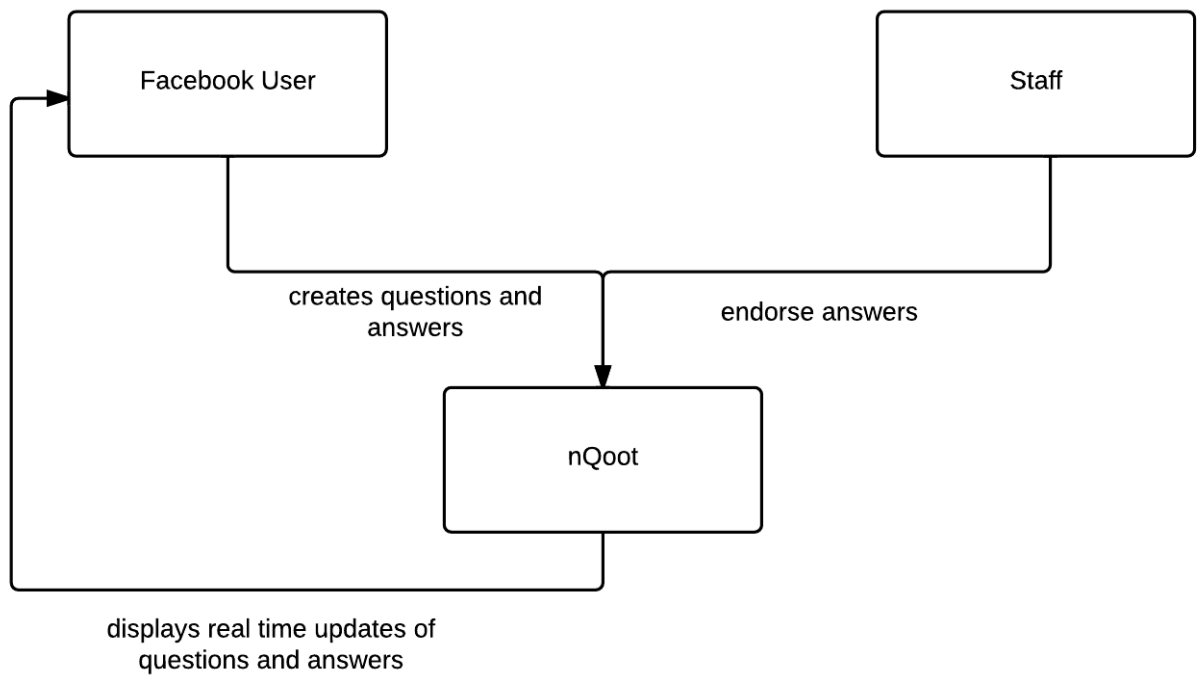 Facebook User
Staff
creates questions and
answers
endorse answers
nQoot
displays real time updates of
questions and answers